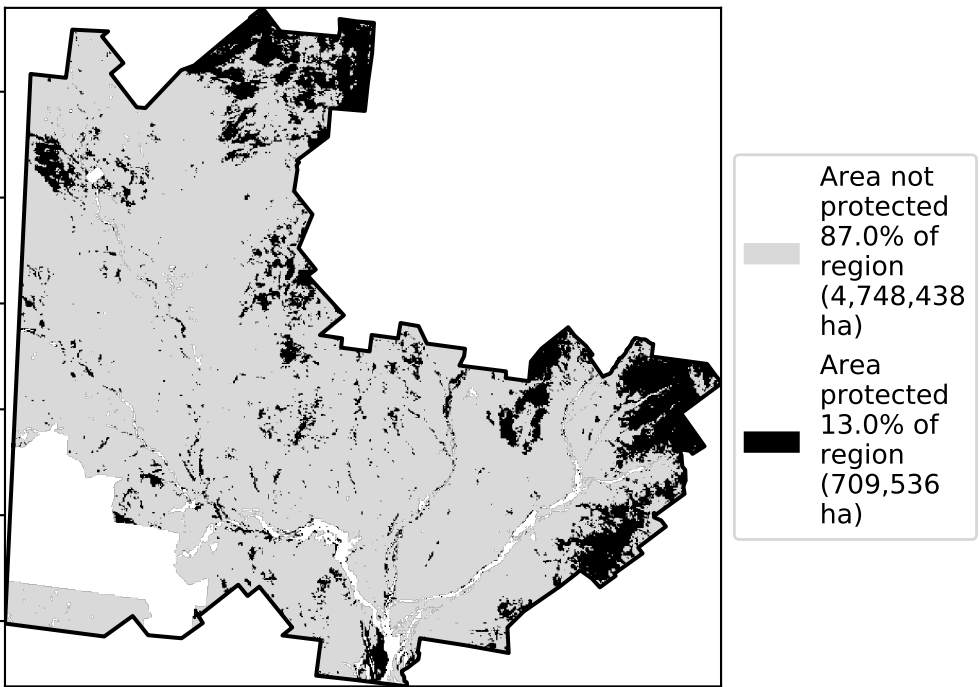 Area not
protected
87.0% of
region
(4,748,438
ha)
Area
protected
13.0% of
region
(709,536
ha)